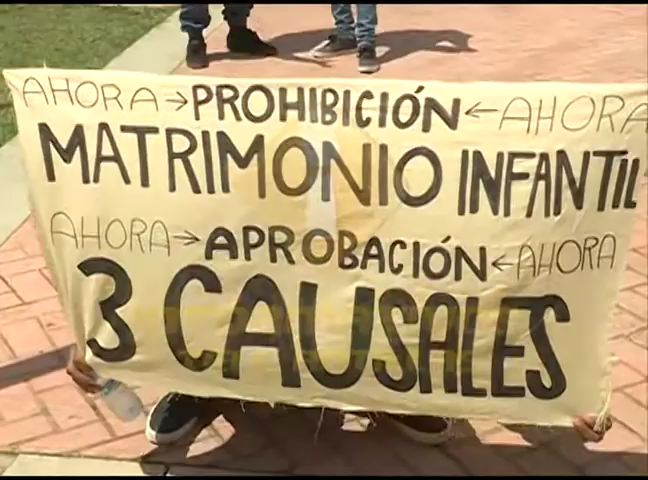 AHORA → PROHIBICIÓN ← AHORA
MATRIMONIO INFANTIL
AHORA → APROBACIÓN ← AHORA
3 CAUSALES